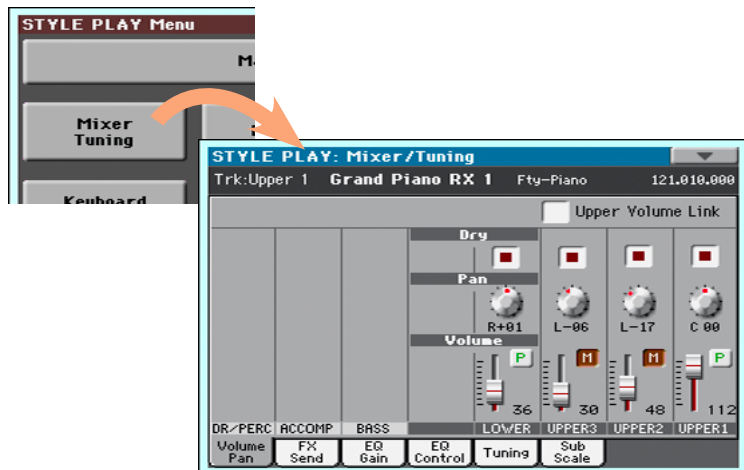 STYLE PLAY Menu
Mixer
Tuning
STYLE PLAY: Mixer/Tuning
Trk:Upper 1 Grand Piano RX 1 Fty-Piano 121.010.000
Upper Volume Link
Dry
Pan
R+01 L-06 L-17 C 00
Volume
P M M P
36 30 48 112
DR/PERC ACCOMP BASS LOWER UPPER3 UPPER2 UPPER1
Volume Pan FX Send EQ Gain EQ Control Tuning Sub Scale